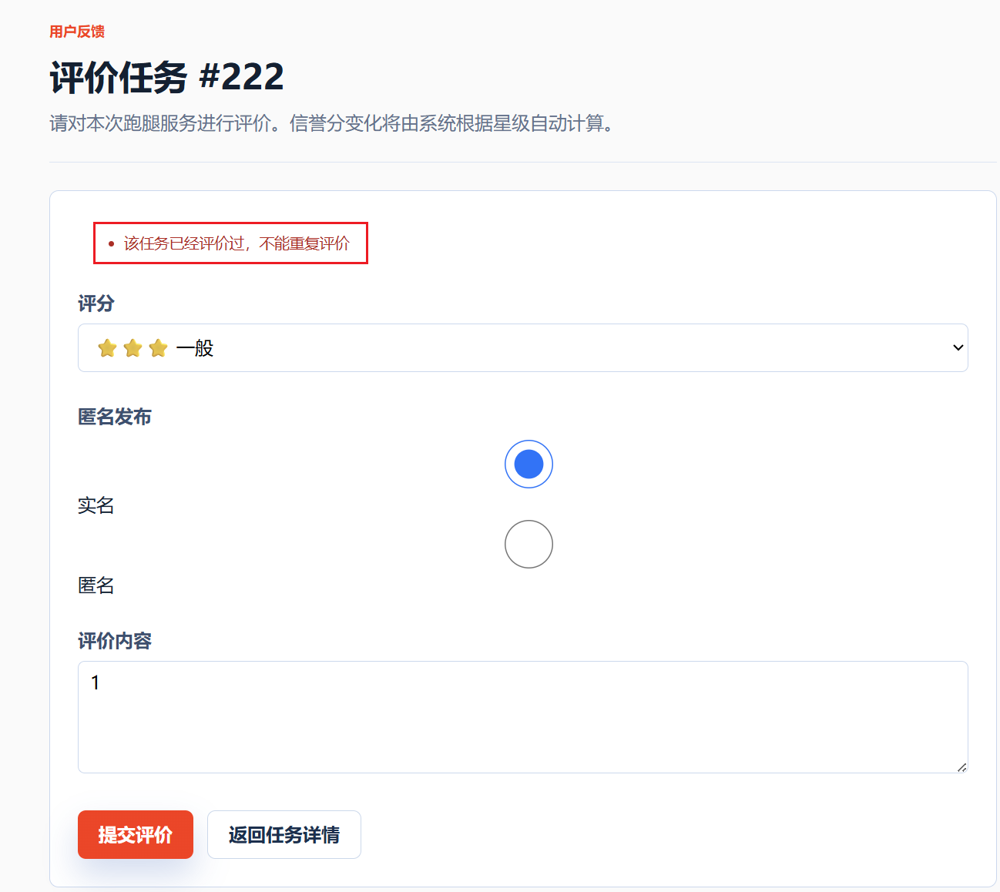 用户反馈
评价任务 #222
请对本次跑腿服务进行评价。信誉分变化将由系统根据星级自动计算。
该任务已经评价过，不能重复评价
评分
⭐⭐⭐ 一般
匿名发布
实名
匿名
评价内容
1
提交评价
返回任务详情